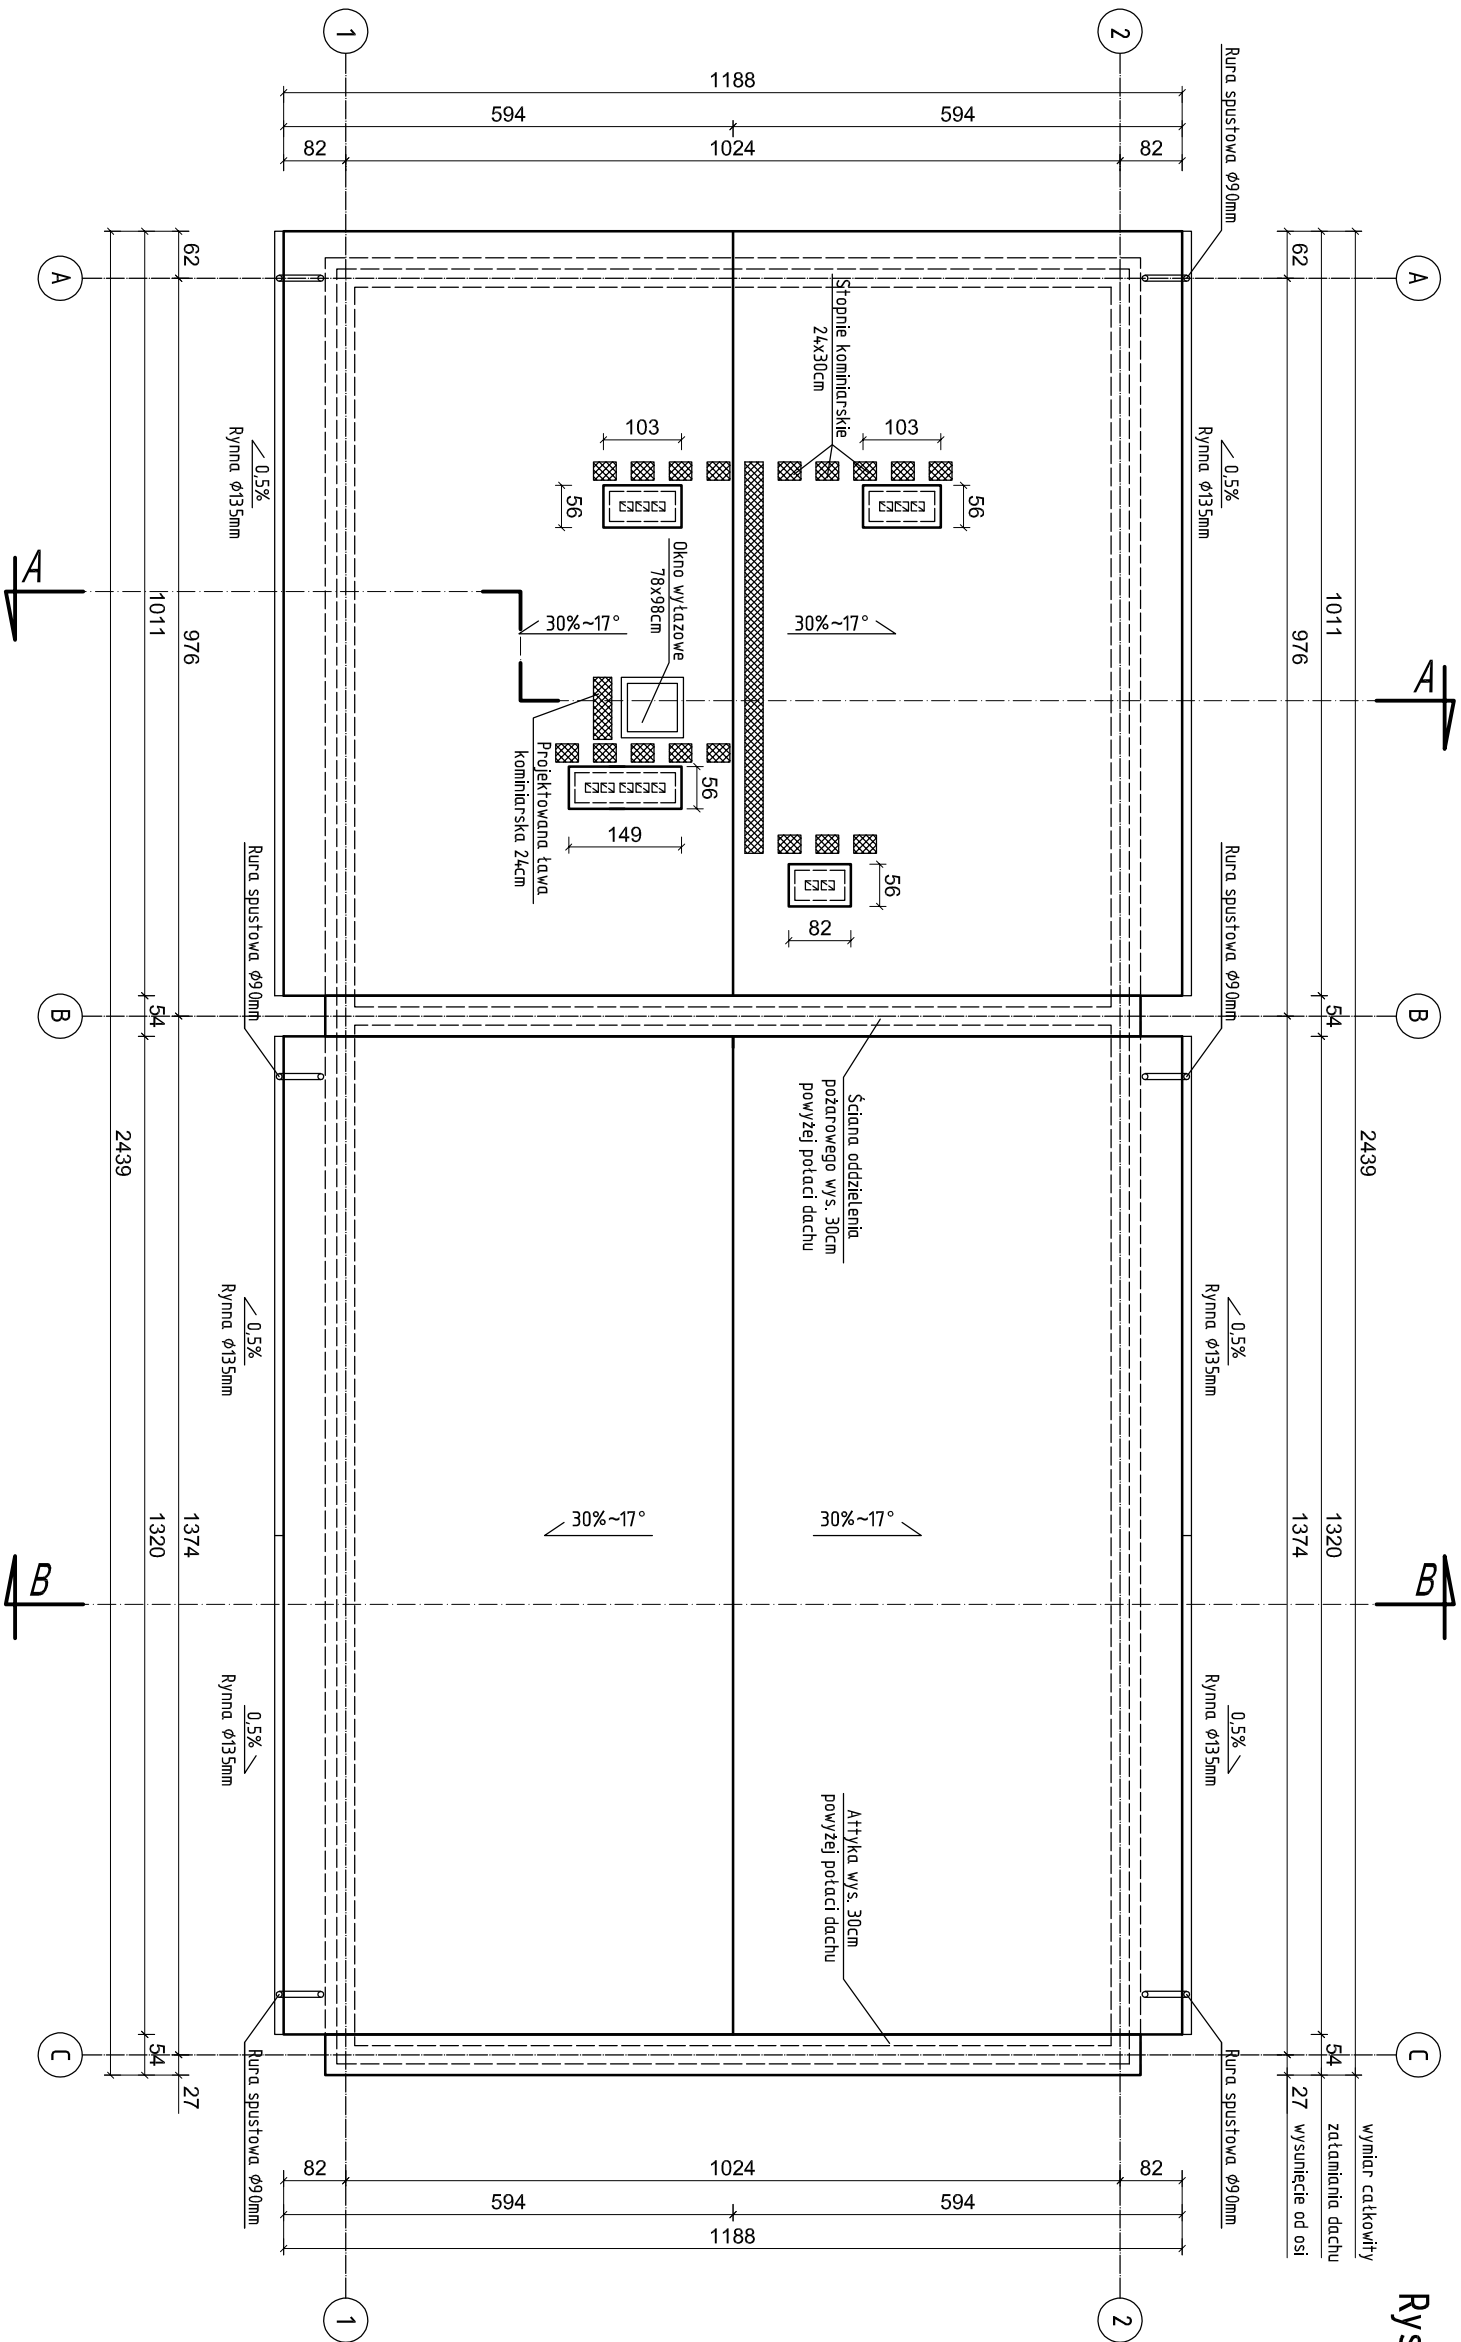 1
2
1188
594
594
82
1024
82
Rura spustowa Ø90mm
A
62
62
A
Stopnie kominiarskie
24x30cm
0,5%
Rynna Ø135mm
103
103
0,5%
Rynna Ø135mm
56
56
A
1011
976
Okno wyłazowe
78x98cm
30%~17°
30%~17°
1011
976
A
Projektowana ława
kominiarska 24cm
56
149
56
82
Rura spustowa Ø90mm
Rura spustowa Ø90mm
B
54
54
B
Ściana oddzielenia
pożarowego wys. 30cm
powyżej połaci dachu
2439
2439
0,5%
Rynna Ø135mm
0,5%
Rynna Ø135mm
1320
1374
30%~17°
30%~17°
1320
1374
B
B
0,5%
Rynna Ø135mm
0,5%
Rynna Ø135mm
Attyka wys. 30cm
powyżej połaci dachu
C
54
27
54
27
C
Rura spustowa Ø90mm
Rura spustowa Ø90mm
wymiar całkowity
załamiania dachu
wysunięcie od osi
82
1024
82
594
594
1188
1
2
Rys